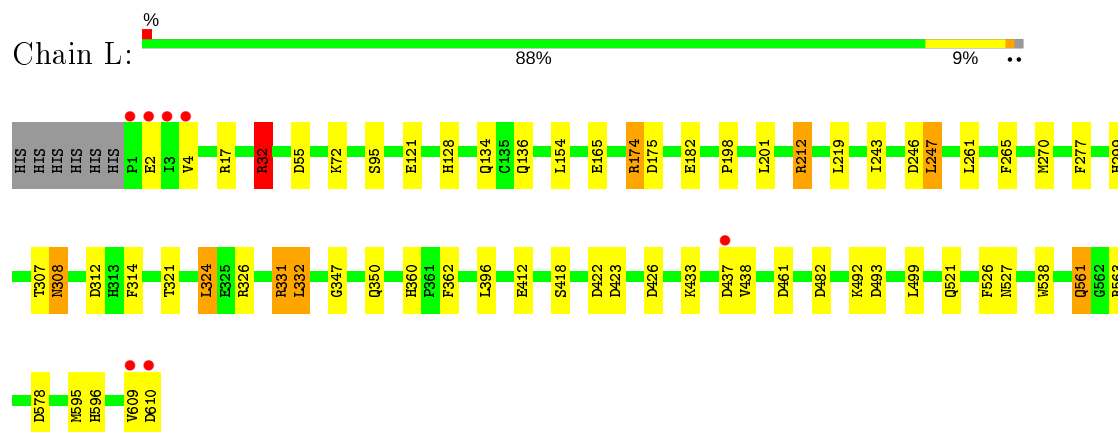 %
Chain L:
88% 9% ••
HIS HIS HIS HIS HIS HIS P1 E2 I3 V4 R17 R32 D55 K72 S95 E121 H128 Q134 C135 Q136 L154 E165 R174 D175 E182 P198 L201 R212 L219 I243 D246 L247 L261 F265 M270 F277 H299
T307 N308 D312 H313 F314 T321 L324 E325 R326 R331 L332 G347 Q350 H360 P361 F362 L396 E412 S418 D422 D423 D426 K433 D437 V438 D461 D482 K492 D493 L499 Q521 F526 N527 W538 Q561 G562
D578 M595 H596 V609 D610